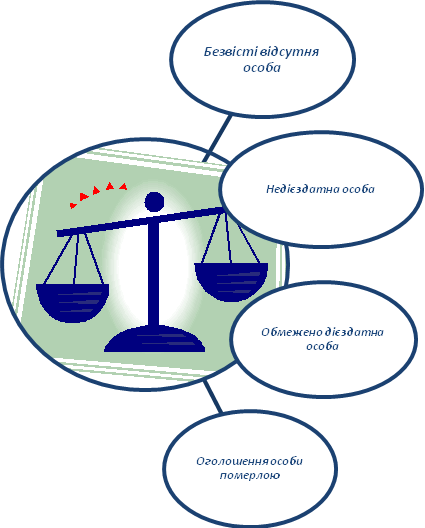 Безвісті відсутня
особа
Недієздатна особа
Обмежено дієздатна
особа
Оголошення особи
померлою